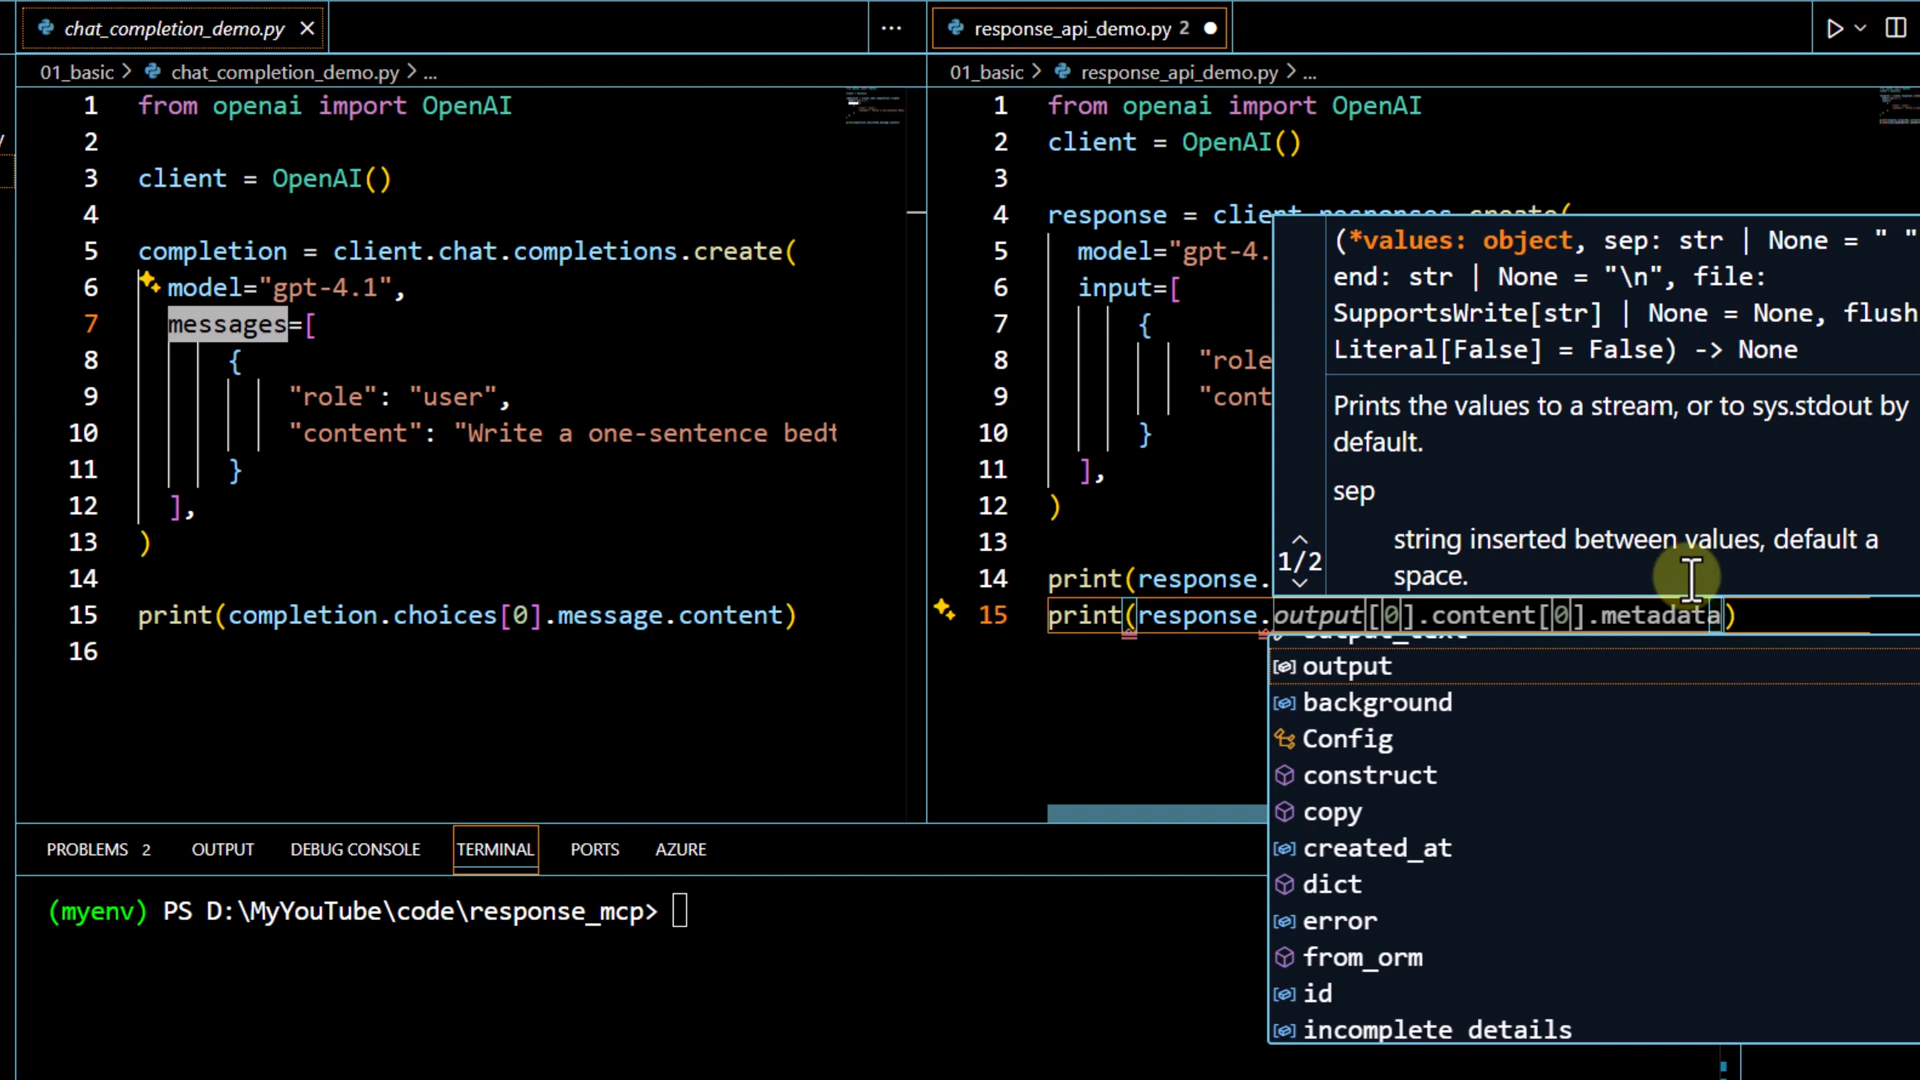 chat_completion_demo.py
01_basic > chat_completion_demo.py > ...
1 from openai import OpenAI
2
3 client = OpenAI()
4
5 completion = client.chat.completions.create(
6 model="gpt-4.1",
7 messages=[
8 {
9 "role": "user",
10 "content": "Write a one-sentence bedt
11 }
12 ],
13 )
14
15 print(completion.choices[0].message.content)
16
response_api_demo.py 2
01_basic > response_api_demo.py > ...
1 from openai import OpenAI
2 client = OpenAI()
3
4 response = client.responses.create(
5 model="gpt-4.
6 input=[
7 {
8 "role
9 "cont
10 }
11 ],
12 )
13
14 print(response.
15 print(response.output[0].content[0].metadata)
(*values: object, sep: str | None = " "
end: str | None = "\n", file:
SupportsWrite[str] | None = None, flush
Literal[False] = False) -> None
Prints the values to a stream, or to sys.stdout by
default.
sep
string inserted between values, default a
space.
1/2
output_text
output
background
Config
construct
copy
created_at
dict
error
from_orm
id
incomplete_details
PROBLEMS 2 OUTPUT DEBUG CONSOLE TERMINAL PORTS AZURE
(myenv) PS D:\MyYouTube\code\response_mcp>